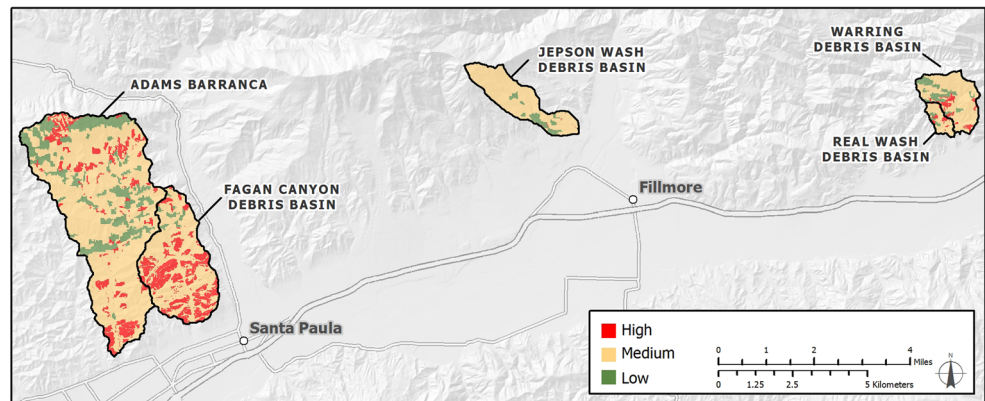 WARRING
DEBRIS BASIN
JEPSON WASH
DEBRIS BASIN
ADAMS BARRANCA
REAL WASH
DEBRIS BASIN
FAGAN CANYON
DEBRIS BASIN
Fillmore
Santa Paula
High
Medium
Low
0 1 2 4
Miles
0 1.25 2.5 5 Kilometers
N